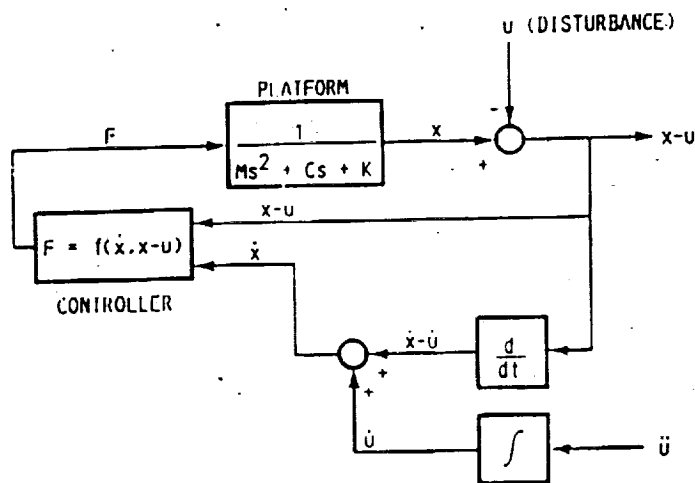 U (DISTURBANCE)
PLATFORM
-
F
1
Ms² + Cs + K
x
+
x-u
x-u
F = f(ẋ,x-u)
ẋ
CONTROLLER
ẋ-u̇
d
dt
+
+
u̇
∫
ü